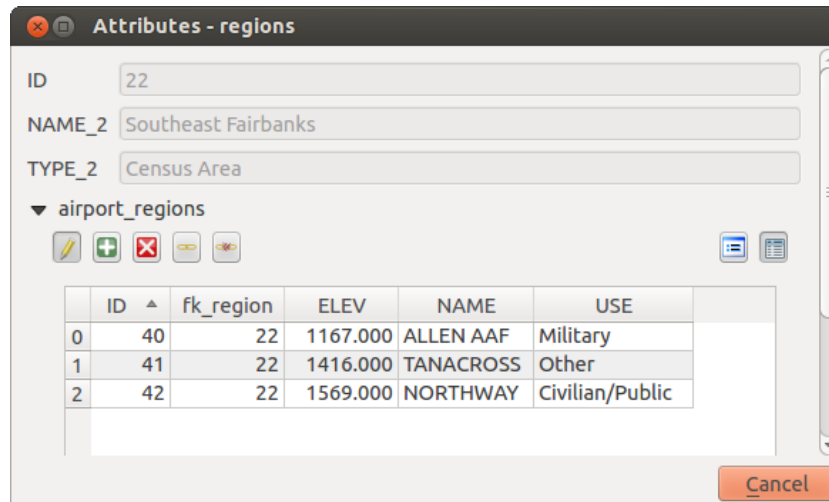 Attributes - regions
ID 22
NAME_2 Southeast Fairbanks
TYPE_2 Census Area
airport_regions
ID fk_region ELEV NAME USE
0 40 22 1167.000 ALLEN AAF Military
1 41 22 1416.000 TANACROSS Other
2 42 22 1569.000 NORTHWAY Civilian/Public
Cancel